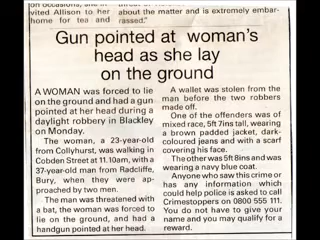 vited Allison to her
home for tea and
about the matter and is extremely embar-
rassed."
Gun pointed at woman's
head as she lay
on the ground
A WOMAN was forced to lie
on the ground and had a gun
pointed at her head during a
daylight robbery in Blackley
on Monday.
The woman, a 23-year-old
from Collyhurst, was walking in
Cobden Street at 11.10am, with a
37-year-old man from Radcliffe,
Bury, when they were ap-
proached by two men.
The man was threatened with
a bat, the woman was forced to
lie on the ground, and had a
handgun pointed at her head.
A wallet was stolen from the
man before the two robbers
made off.
One of the offenders was of
mixed race, 5ft 7ins tall, wearing
a brown padded jacket, dark-
coloured jeans and with a scarf
covering his face.
The other was 5ft 8ins and was
wearing a navy blue coat.
Anyone who saw this crime or
has any information which
could help police is asked to call
Crimestoppers on 0800 555 111.
You do not have to give your
name and you may qualify for a
reward.